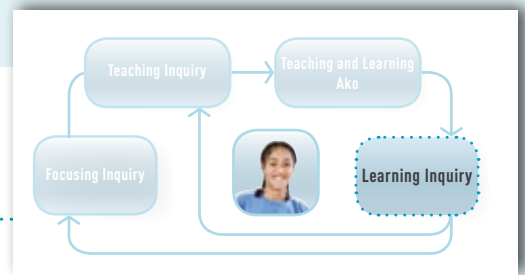 Teaching Inquiry
Teaching and Learning
Ako
Focusing Inquiry
Learning Inquiry